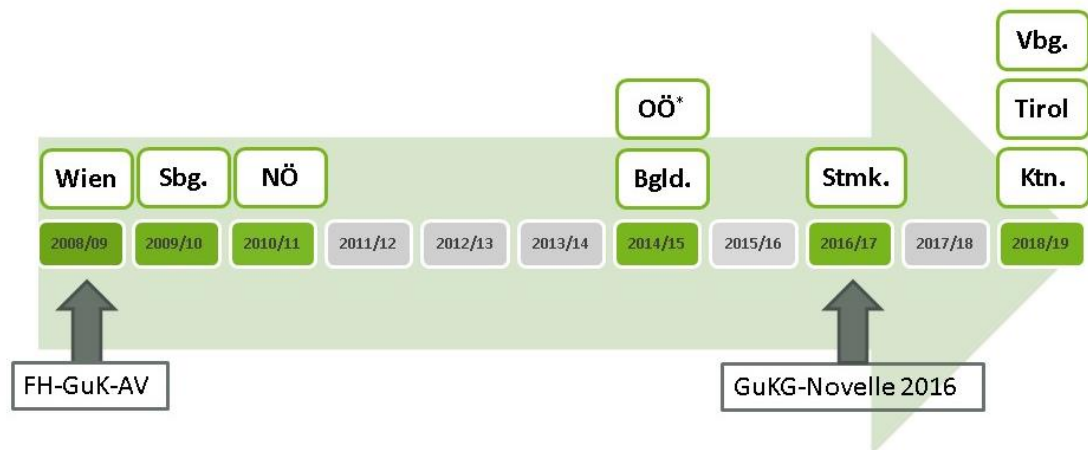 Vbg.
OÖ*
Tirol
Wien
Sbg.
NÖ
Bgld.
Stmk.
Ktn.
2008/09
2009/10
2010/11
2011/12
2012/13
2013/14
2014/15
2015/16
2016/17
2017/18
2018/19
FH-GuK-AV
GuKG-Novelle 2016